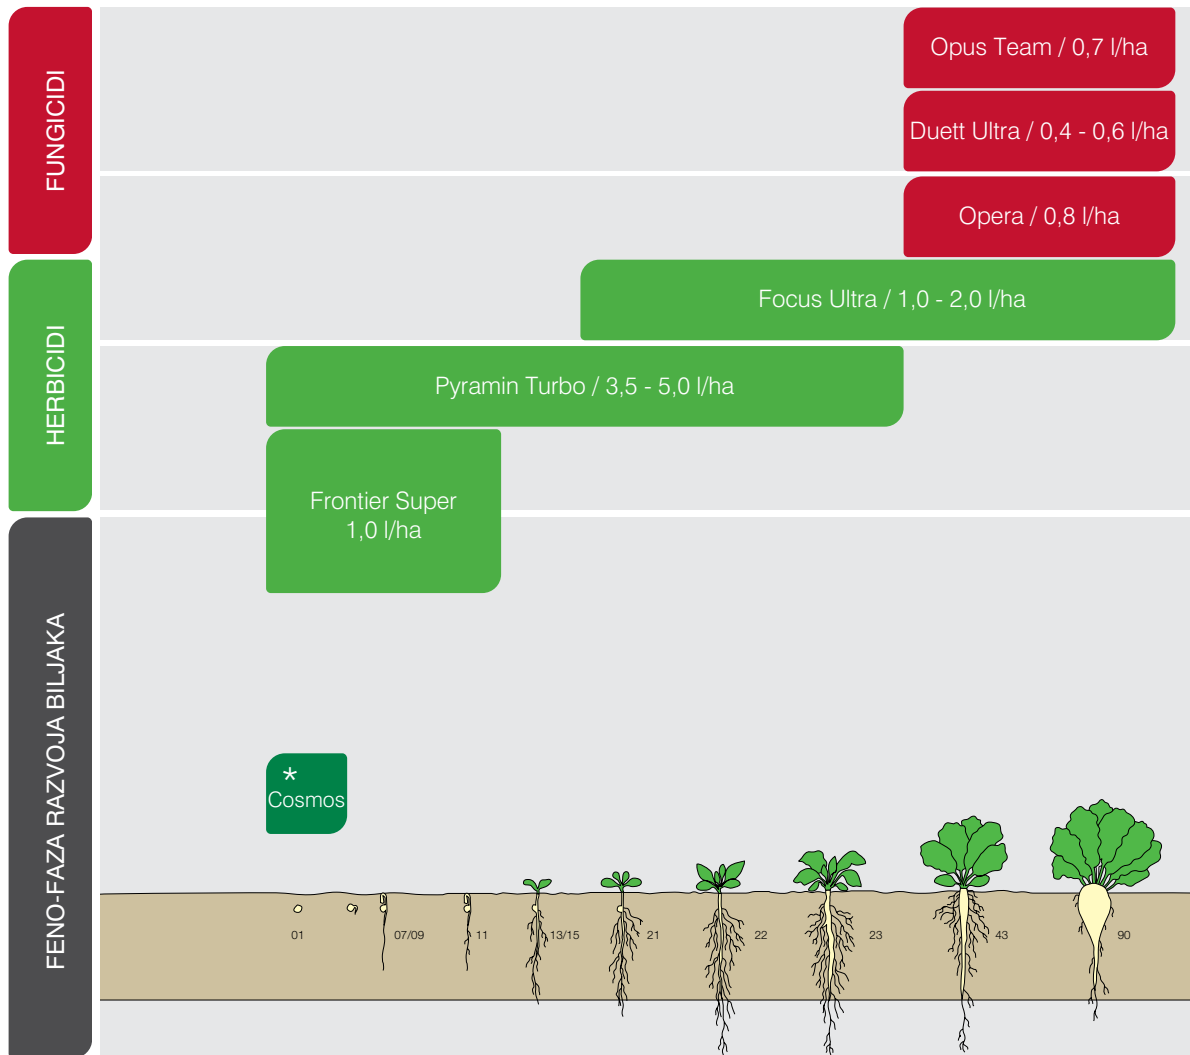 FUNGICIDI
Opus Team / 0,7 l/ha
Duett Ultra / 0,4 - 0,6 l/ha
Opera / 0,8 l/ha
HERBICIDI
Focus Ultra / 1,0 - 2,0 l/ha
Pyramin Turbo / 3,5 - 5,0 l/ha
Frontier Super
1,0 l/ha
FENO-FAZA RAZVOJA BILJAKA
*
Cosmos
01 07/09 11 13/15 21 22 23 43 90